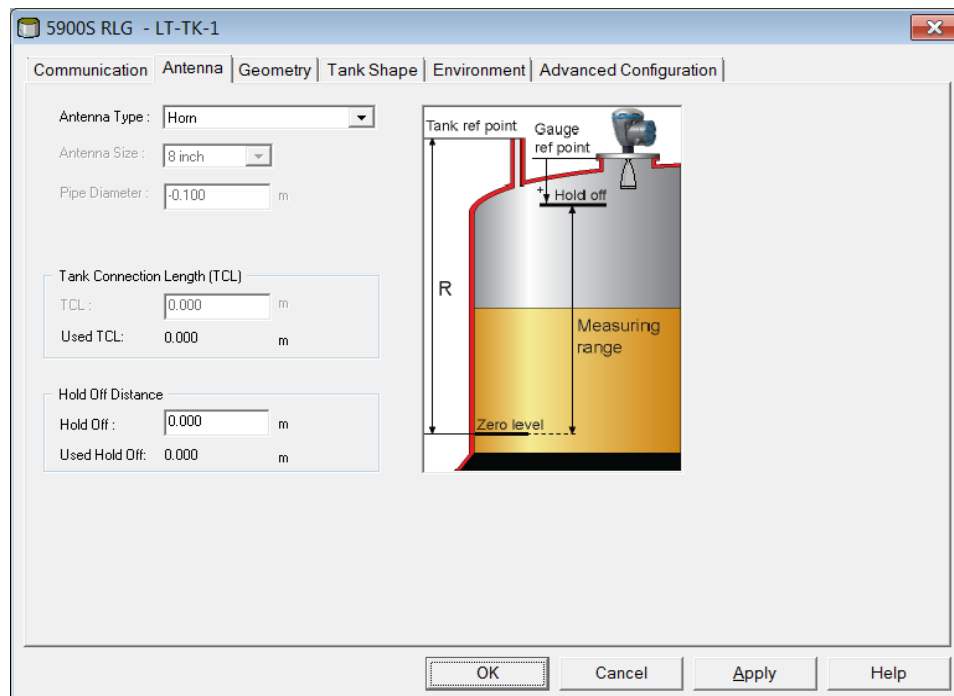 5900S RLG - LT-TK-1
Communication Antenna Geometry Tank Shape Environment Advanced Configuration
Antenna Type : Horn
Antenna Size : 8 inch
Pipe Diameter : -0.100 m
Tank Connection Length (TCL)
TCL : 0.000 m
Used TCL: 0.000 m
Hold Off Distance
Hold Off : 0.000 m
Used Hold Off: 0.000 m
Tank ref point
Gauge
ref point
+ Hold off
R
Measuring
range
Zero level
OK Cancel Apply Help